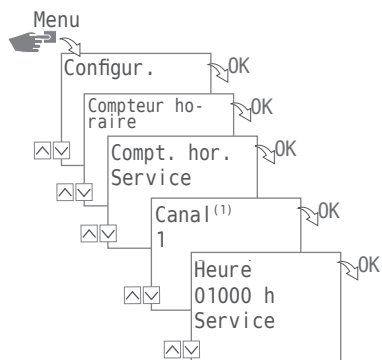 Menu
Configur.
OK
Compteur ho-
raire
OK
Compt. hor.
Service
OK
Canal⁽¹⁾
1
OK
Heure
01000 h
Service
OK